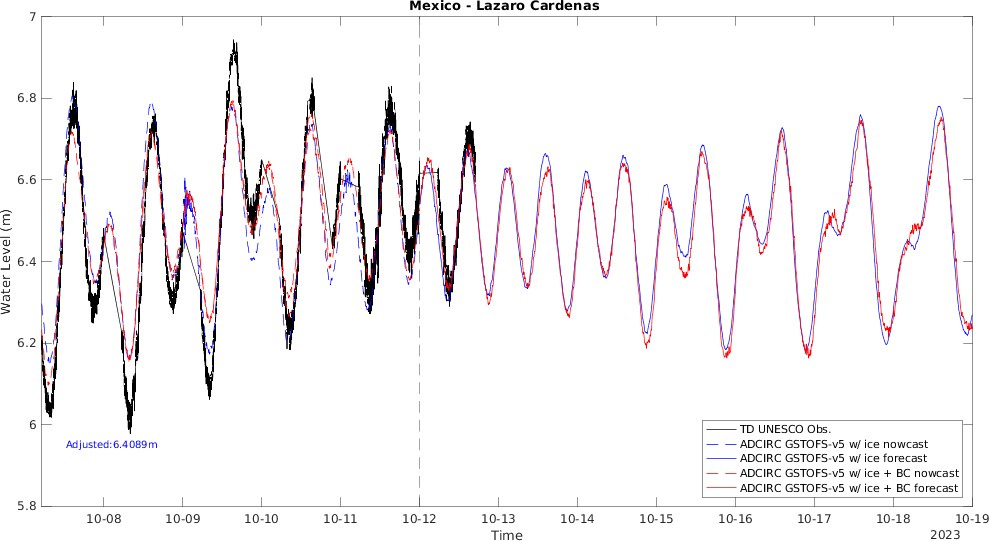 Mexico - Lazaro Cardenas
7
6.8
6.6
6.4
6.2
6
5.8
Water Level (m)
Adjusted:6.4089m
TD UNESCO Obs.
ADCIRC GSTOFS-v5 w/ ice nowcast
ADCIRC GSTOFS-v5 w/ ice forecast
ADCIRC GSTOFS-v5 w/ ice + BC nowcast
ADCIRC GSTOFS-v5 w/ ice + BC forecast
10-08 10-09 10-10 10-11 10-12 10-13 10-14 10-15 10-16 10-17 10-18 10-19
Time
2023